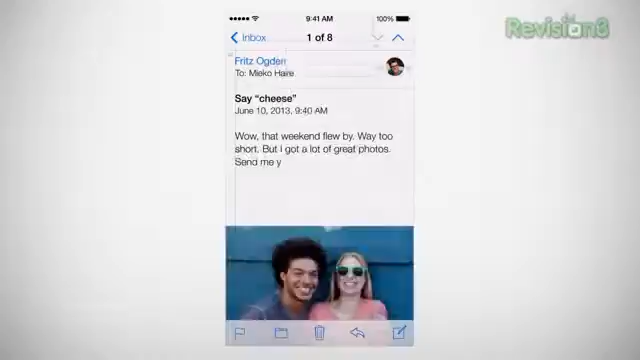 Revision3
9:41 AM
100%
Inbox
1 of 8
Fritz Ogden
To: Mieko Haire
Say “cheese”
June 10, 2013, 9:40 AM
Wow, that weekend flew by. Way too
short. But I got a lot of great photos.
Send me y